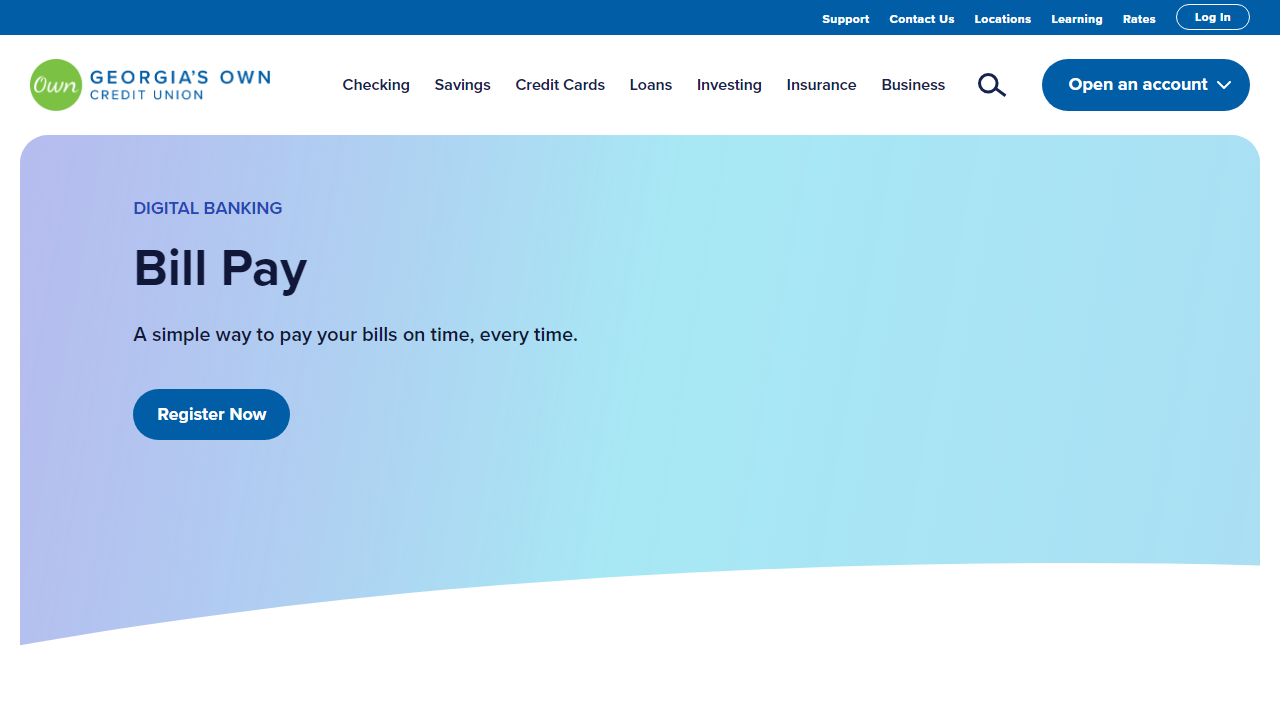 Support Contact Us Locations Learning Rates Log In
Own GEORGIA'S OWN
CREDIT UNION
Checking Savings Credit Cards Loans Investing Insurance Business Open an account
DIGITAL BANKING
Bill Pay
A simple way to pay your bills on time, every time.
Register Now